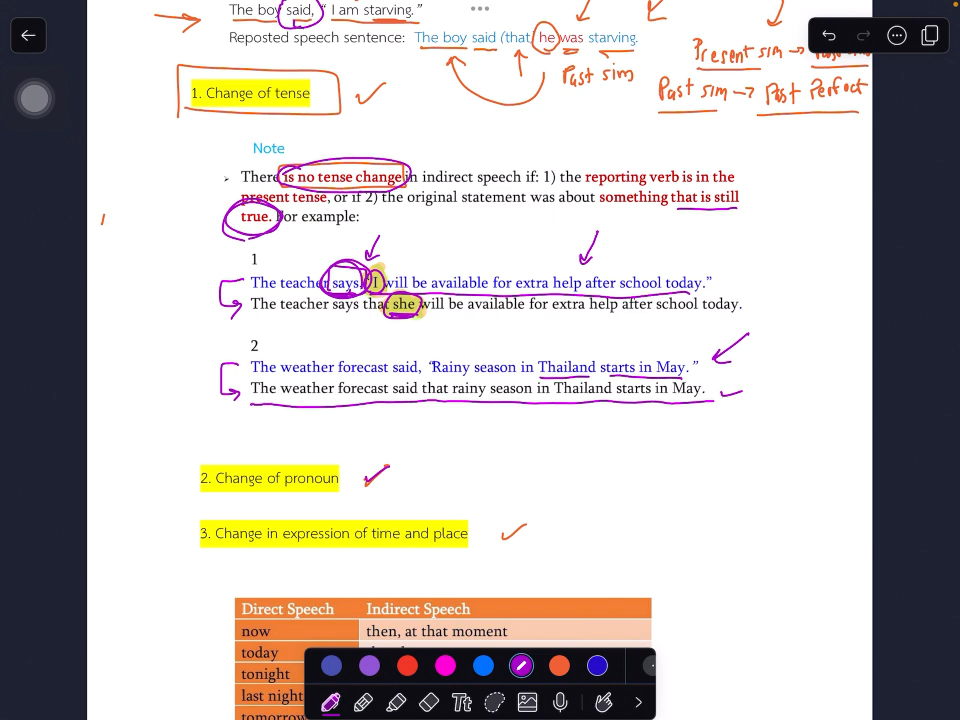 The boy said, “ I am starving. ”
Reposted speech sentence: The boy said (that) he was starving.
Past sim
Present sim →
Past sim → Past Perfect
1. Change of tense
Note
There is no tense change in indirect speech if: 1) the reporting verb is in the
present tense, or if 2) the original statement was about something that is still
true. For example:
1
The teacher says, “I will be available for extra help after school today.”
The teacher says that she will be available for extra help after school today.
2
The weather forecast said, “Rainy season in Thailand starts in May. ”
The weather forecast said that rainy season in Thailand starts in May.
2. Change of pronoun
3. Change in expression of time and place
Direct Speech Indirect Speech
now then, at that moment
today
tonight
last night
tomorrow
Tt